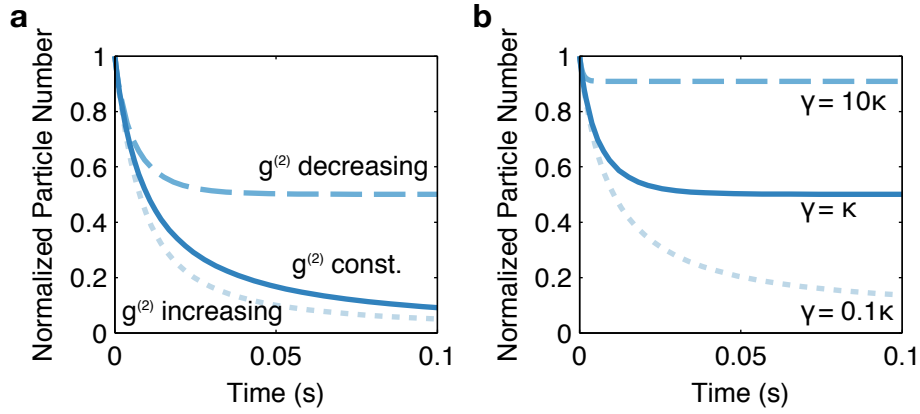 a
Normalized Particle Number
1
0.8
0.6
0.4
0.2
0
0
0.05
0.1
Time (s)
g⁽²⁾ decreasing
g⁽²⁾ const.
g⁽²⁾ increasing
b
Normalized Particle Number
1
0.8
0.6
0.4
0.2
0
0
0.05
0.1
Time (s)
γ = 10κ
γ = κ
γ = 0.1κ